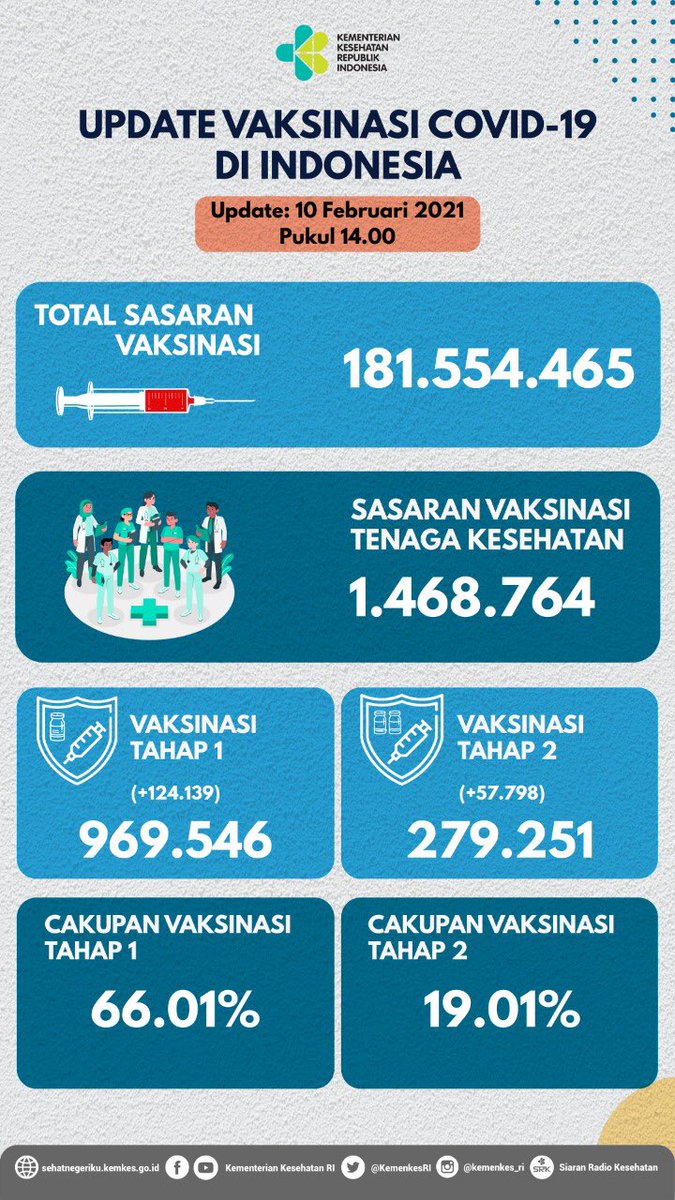 KEMENTERIAN
KESEHATAN
REPUBLIK
INDONESIA
UPDATE VAKSINASI COVID-19
DI INDONESIA
Update: 10 Februari 2021
Pukul 14.00
TOTAL SASARAN
VAKSINASI
181.554.465
SASARAN VAKSINASI
TENAGA KESEHATAN
1.468.764
VAKSINASI
TAHAP 1
(+124.139)
969.546
VAKSINASI
TAHAP 2
(+57.798)
279.251
CAKUPAN VAKSINASI
TAHAP 1
66.01%
CAKUPAN VAKSINASI
TAHAP 2
19.01%
sehatnegeriku.kemkes.go.id Kementerian Kesehatan RI @KemenkesRI @kemenkes_ri SRK Siaran Radio Kesehatan